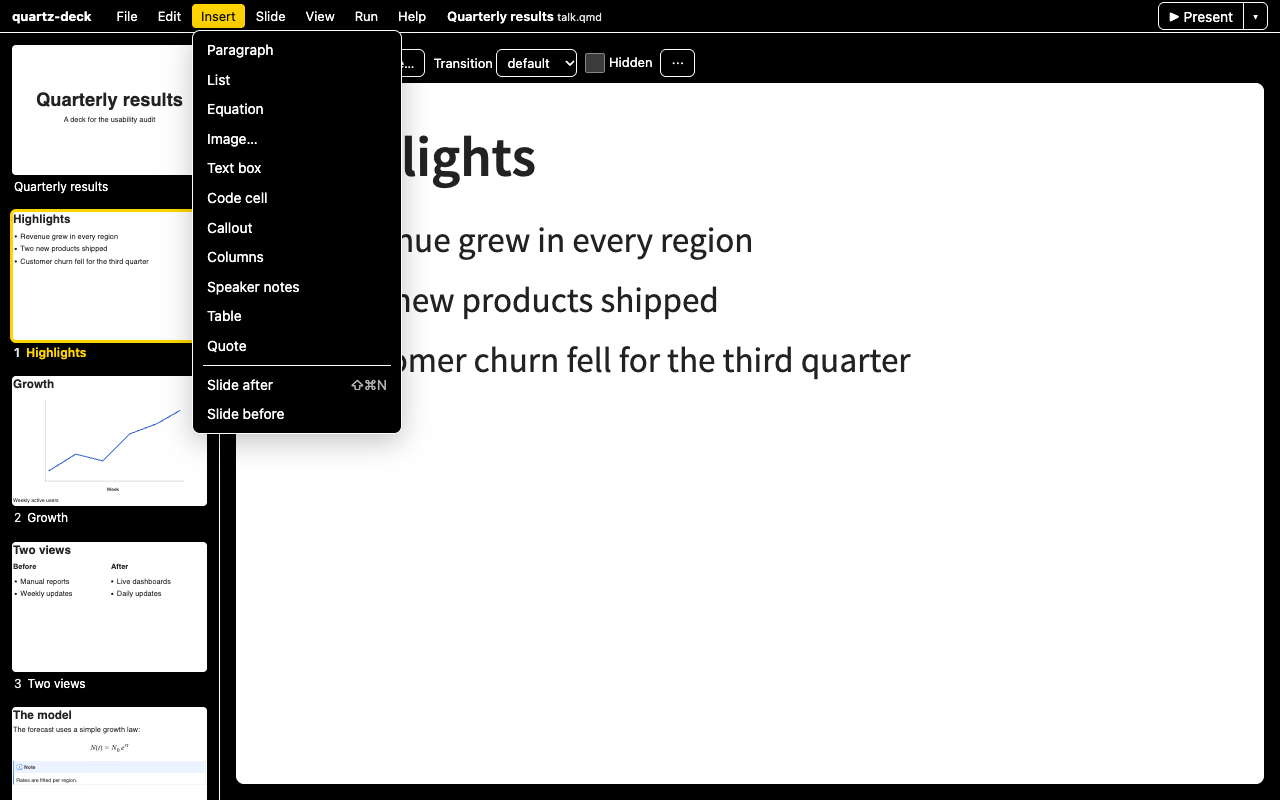 quartz-deck File Edit Insert Slide View Run Help Quarterly results talk.qmd ▶ Present ▾
Paragraph
List
Equation
Image...
Text box
Code cell
Callout
Columns
Speaker notes
Table
Quote
Slide after ⇧⌘N
Slide before
Transition default Hidden ...
Quarterly results
A deck for the usability audit
Quarterly results
Highlights
• Revenue grew in every region
• Two new products shipped
• Customer churn fell for the third quarter
1 Highlights
Growth
Week
Weekly active users
2 Growth
Two views
Before After
• Manual reports • Live dashboards
• Weekly updates • Daily updates
3 Two views
The model
The forecast uses a simple growth law:
N(t) = N₀ eʳᵗ
Note
Rates are fitted per region.
lights
nue grew in every region
new products shipped
omer churn fell for the third quarter